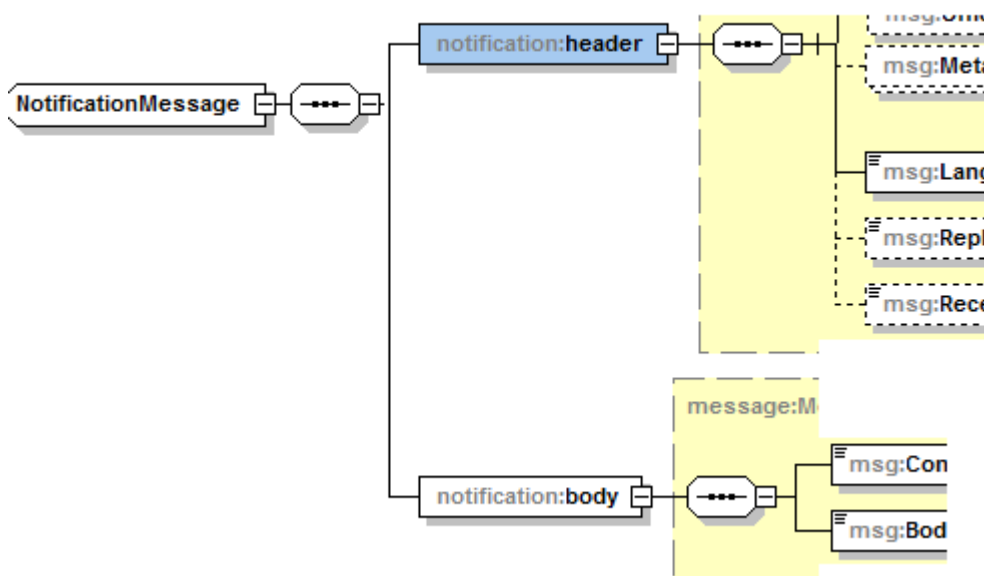 notification:header
msg:Meta
NotificationMessage
msg:Lang
msg:Repl
msg:Rece
message:M
msg:Con
notification:body
msg:Bod